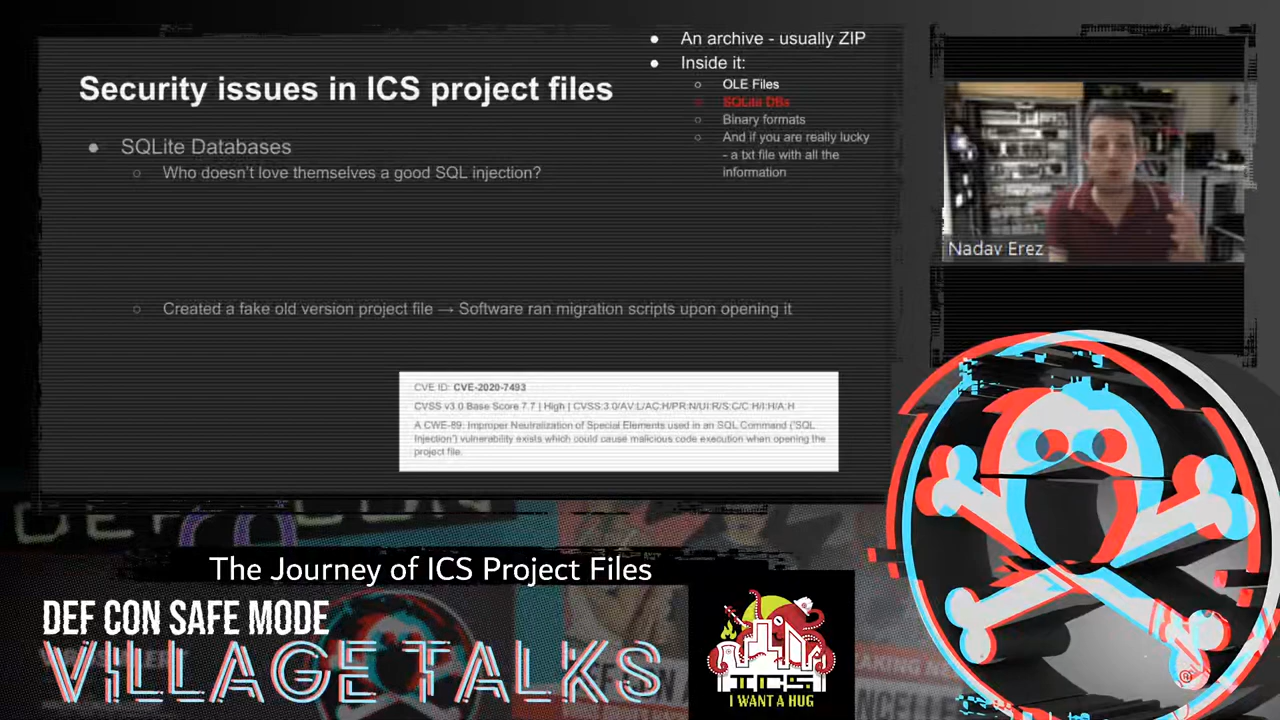 Security issues in ICS project files
● SQLite Databases
○ Who doesn't love themselves a good SQL injection?
○ Created a fake old version project file → Software ran migration scripts upon opening it
● An archive - usually ZIP
● Inside it:
○ OLE Files
○ SQLite DBs
○ Binary formats
○ And if you are really lucky
- a txt file with all the
information
CVE ID: CVE-2020-7493
CVSS v3.0 Base Score 7.7 | High | CVSS:3.0/AV:L/AC:H/PR:N/UI:R/S:C/C:H/I:H/A:H
A CWE-89: Improper Neutralization of Special Elements used in an SQL Command ('SQL
Injection') vulnerability exists which could cause malicious code execution when opening the
project file.
Nadav Erez
The Journey of ICS Project Files
DEF CON SAFE MODE
VILLAGE TALKS
ICS
I WANT A HUG
DEF CON
®